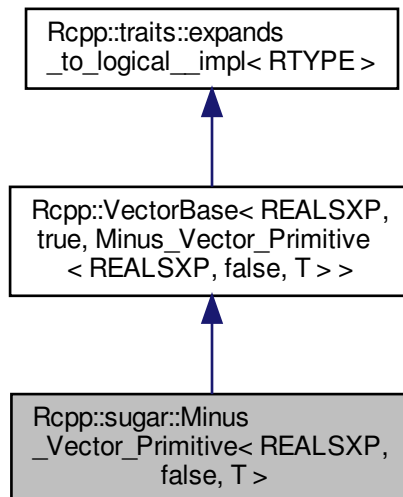 Rcpp::traits::expands
_to_logical__impl< RTYPE >
Rcpp::VectorBase< REALSXP,
true, Minus_Vector_Primitive
< REALSXP, false, T > >
Rcpp::sugar::Minus
_Vector_Primitive< REALSXP,
false, T >